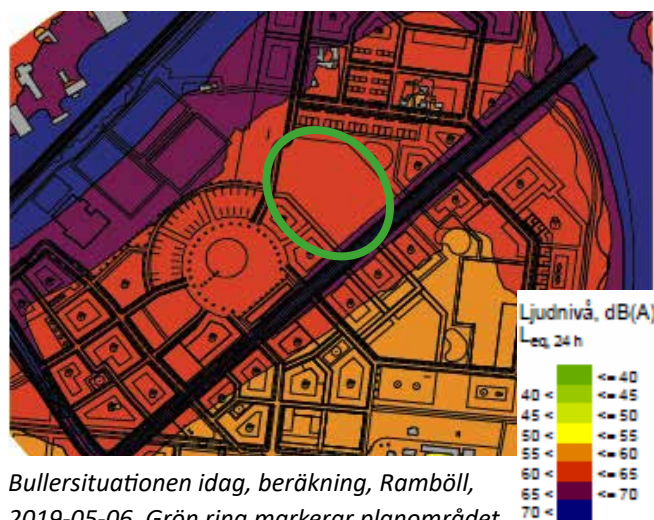 Ljudnivå, dB(A)
Leq, 24 h
<= 40
40 < <= 45
45 < <= 50
50 < <= 55
55 < <= 60
60 < <= 65
65 < <= 70
70 <
Bullersituationen idag, beräkning, Ramböll,
2019-05-06. Grön ring markerar planområdet